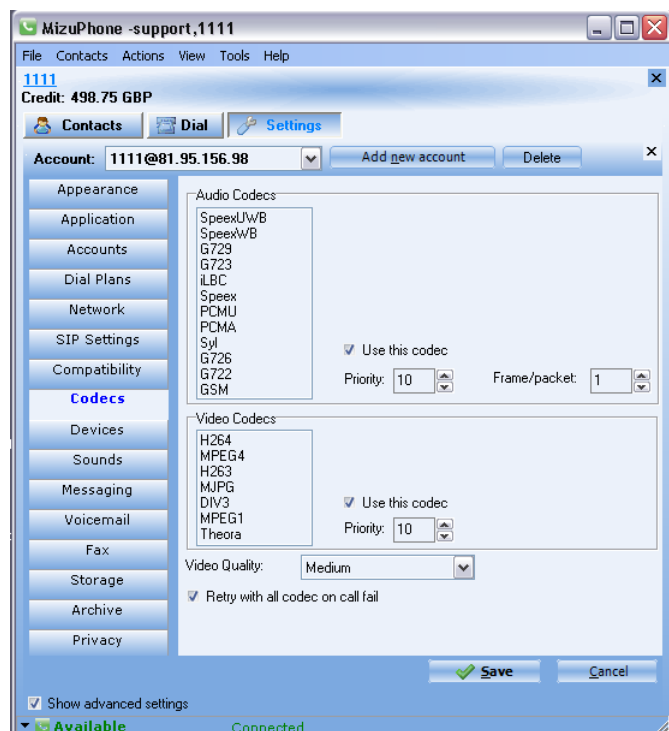 MizuPhone -support,1111
File Contacts Actions View Tools Help
1111
Credit: 498.75 GBP
Contacts Dial Settings
Account: 1111@81.95.156.98 Add new account Delete
Appearance
Application
Accounts
Dial Plans
Network
SIP Settings
Compatibility
Codecs
Devices
Sounds
Messaging
Voicemail
Fax
Storage
Archive
Privacy
Audio Codecs
SpeexUWB
SpeexWB
G729
G723
iLBC
Speex
PCMU
PCMA
Syl
G726
G722
GSM
Use this codec
Priority: 10 Frame/packet: 1
Video Codecs
H264
MPEG4
H263
MJPG
DIV3
MPEG1
Theora
Use this codec
Priority: 10
Video Quality: Medium
Retry with all codec on call fail
Save Cancel
Show advanced settings
Available Connected